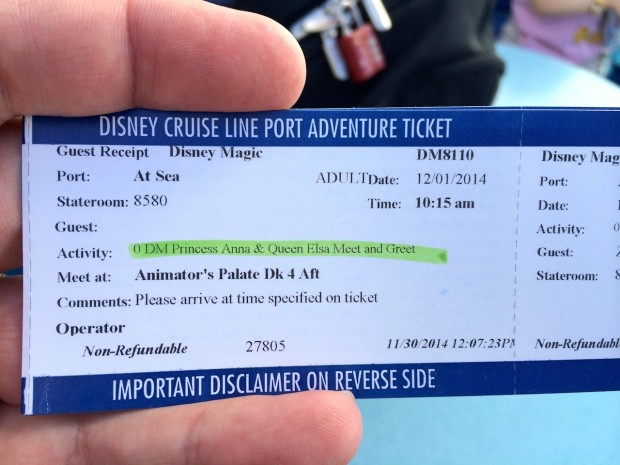 DISNEY CRUISE LINE PORT ADVENTURE TICKET
Guest Receipt Disney Magic DM8110
Port: At Sea ADULT Date: 12/01/2014
Stateroom: 8580 Time: 10:15 am
Guest:
Activity: 0 DM Princess Anna & Queen Elsa Meet and Greet
Meet at: Animator's Palate Dk 4 Aft
Comments: Please arrive at time specified on ticket
Operator
Non-Refundable 27805 11/30/2014 12:07:23PM
IMPORTANT DISCLAIMER ON REVERSE SIDE
Disney Mag
Port:
Date:
Activity: 0
Guest:
Stateroom: 8
Non-Refundabl